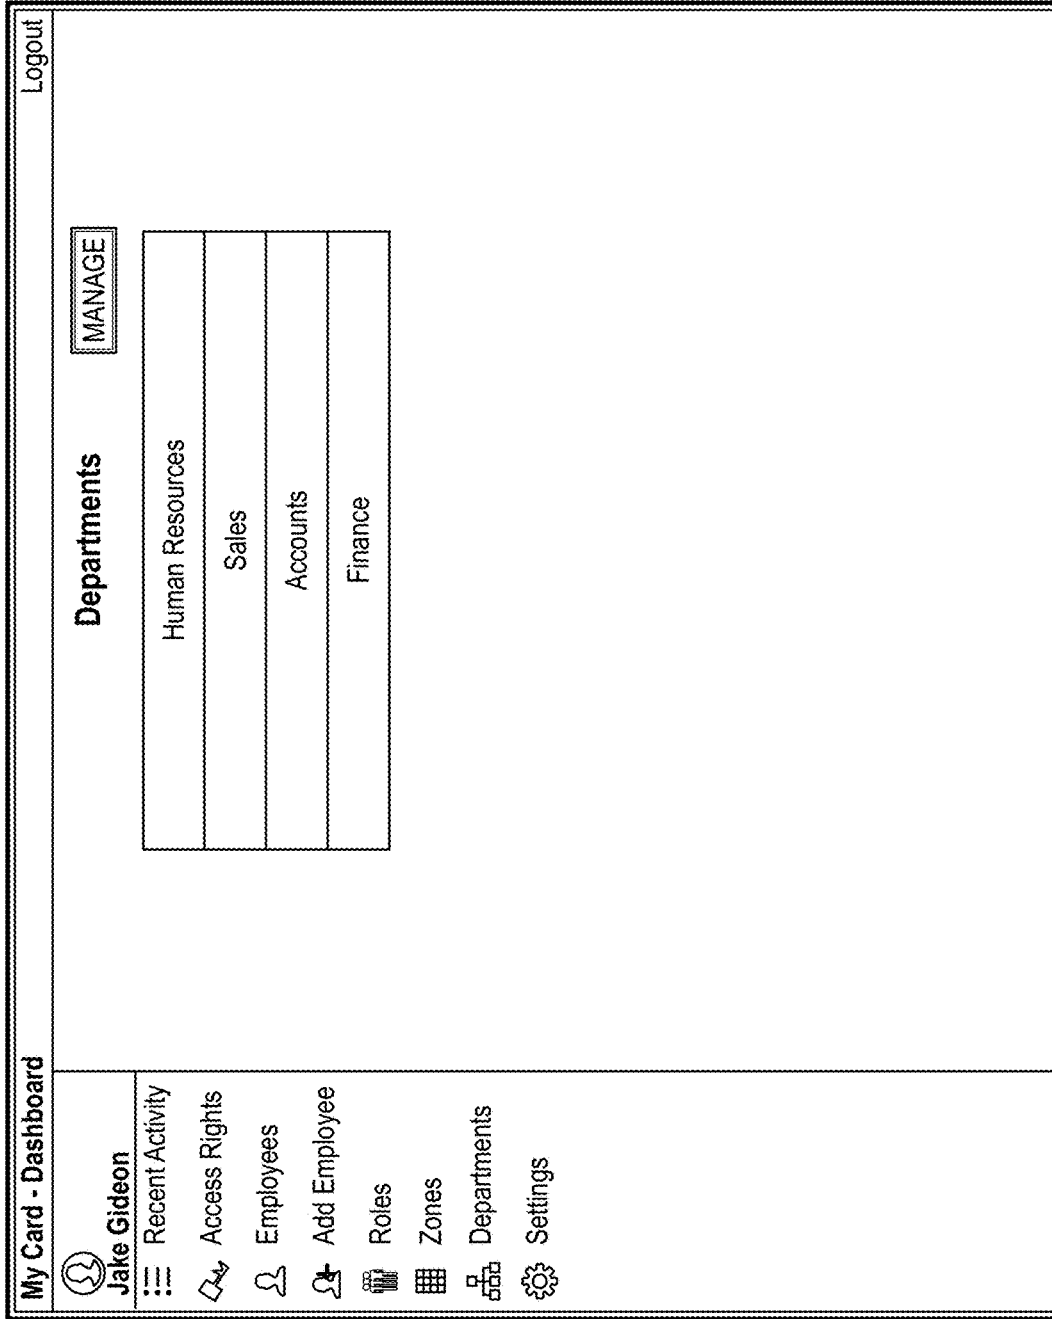 My Card - Dashboard
Logout
Jake Gideon
Recent Activity
Access Rights
Employees
Add Employee
Roles
Zones
Departments
Settings
Departments
MANAGE
Human Resources
Sales
Accounts
Finance